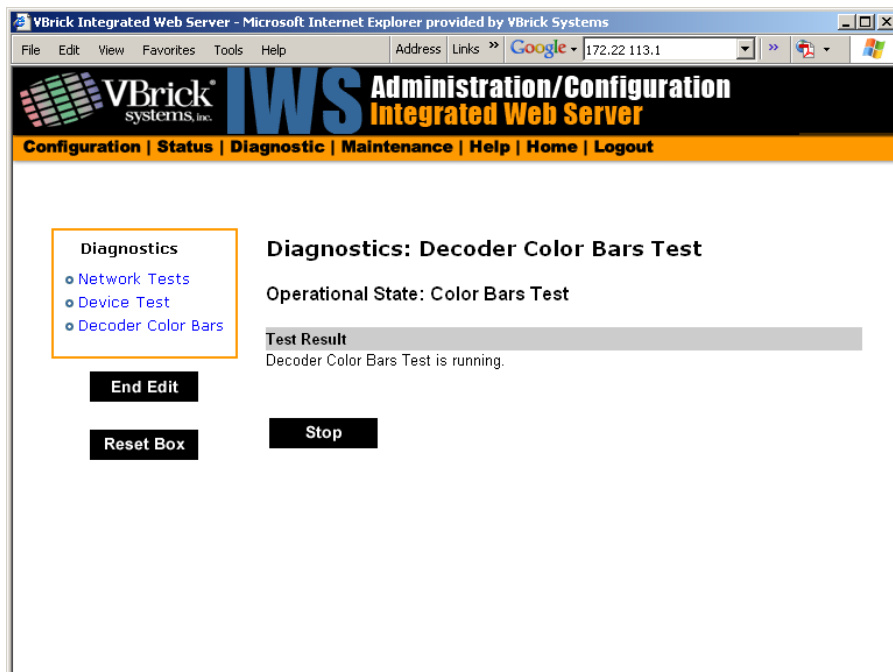 VBrick Integrated Web Server - Microsoft Internet Explorer provided by VBrick Systems
File Edit View Favorites Tools Help Address Links » Google 172.22 113.1 »
VBrick®
systems, inc.
IWS
Administration/Configuration
Integrated Web Server
Configuration | Status | Diagnostic | Maintenance | Help | Home | Logout
Diagnostics
Network Tests
Device Test
Decoder Color Bars
End Edit
Reset Box
Diagnostics: Decoder Color Bars Test
Operational State: Color Bars Test
Test Result
Decoder Color Bars Test is running.
Stop